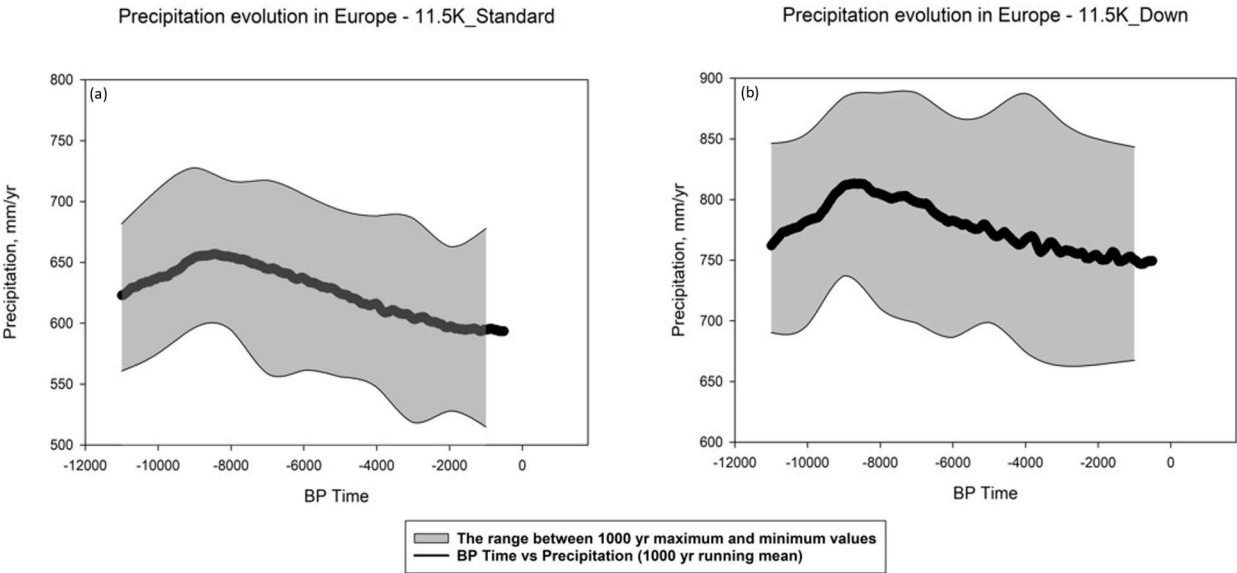 Precipitation evolution in Europe - 11.5K_Standard
Precipitation evolution in Europe - 11.5K_Down
(a)
800
750
700
650
600
550
500
Precipitation, mm/yr
-12000 -10000 -8000 -6000 -4000 -2000 0
BP Time
(b)
900
850
800
750
700
650
600
Precipitation, mm/yr
-12000 -10000 -8000 -6000 -4000 -2000 0
BP Time
The range between 1000 yr maximum and minimum values
BP Time vs Precipitation (1000 yr running mean)